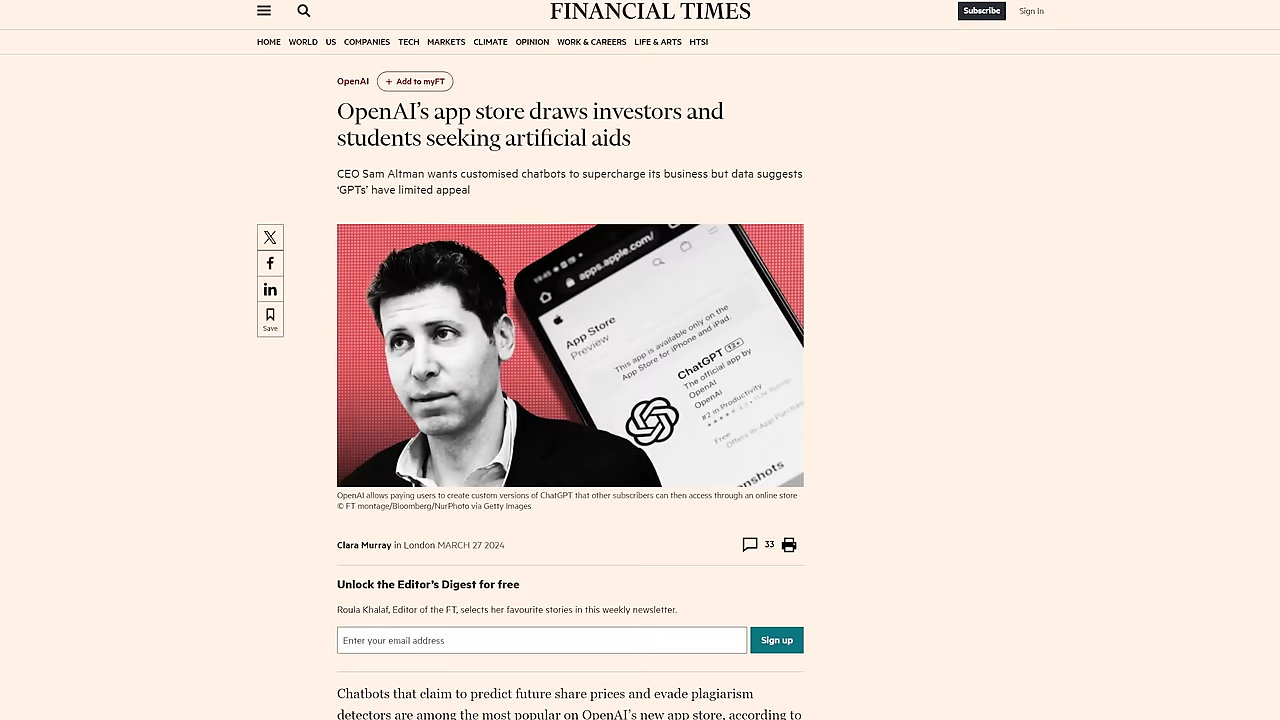 FINANCIAL TIMES
Subscribe
Sign In
HOME WORLD US COMPANIES TECH MARKETS CLIMATE OPINION WORK & CAREERS LIFE & ARTS HTSI
OpenAI
+ Add to myFT
OpenAI’s app store draws investors and
students seeking artificial aids
CEO Sam Altman wants customised chatbots to supercharge its business but data suggests
‘GPTs’ have limited appeal
X
f
in
Save
apps.apple.com/
App Store
Preview
This app is available only on the
App Store for iPhone and iPad.
ChatGPT 12+
The official app by
OpenAI
OpenAI
#2 in Productivity
Free
Offers In-App Purchas
nshots
OpenAI allows paying users to create custom versions of ChatGPT that other subscribers can then access through an online store
© FT montage/Bloomberg/NurPhoto via Getty Images
Clara Murray in London MARCH 27 2024
33
Unlock the Editor’s Digest for free
Roula Khalaf, Editor of the FT, selects her favourite stories in this weekly newsletter.
Enter your email address
Sign up
Chatbots that claim to predict future share prices and evade plagiarism
detectors are among the most popular on OpenAI’s new app store, according to